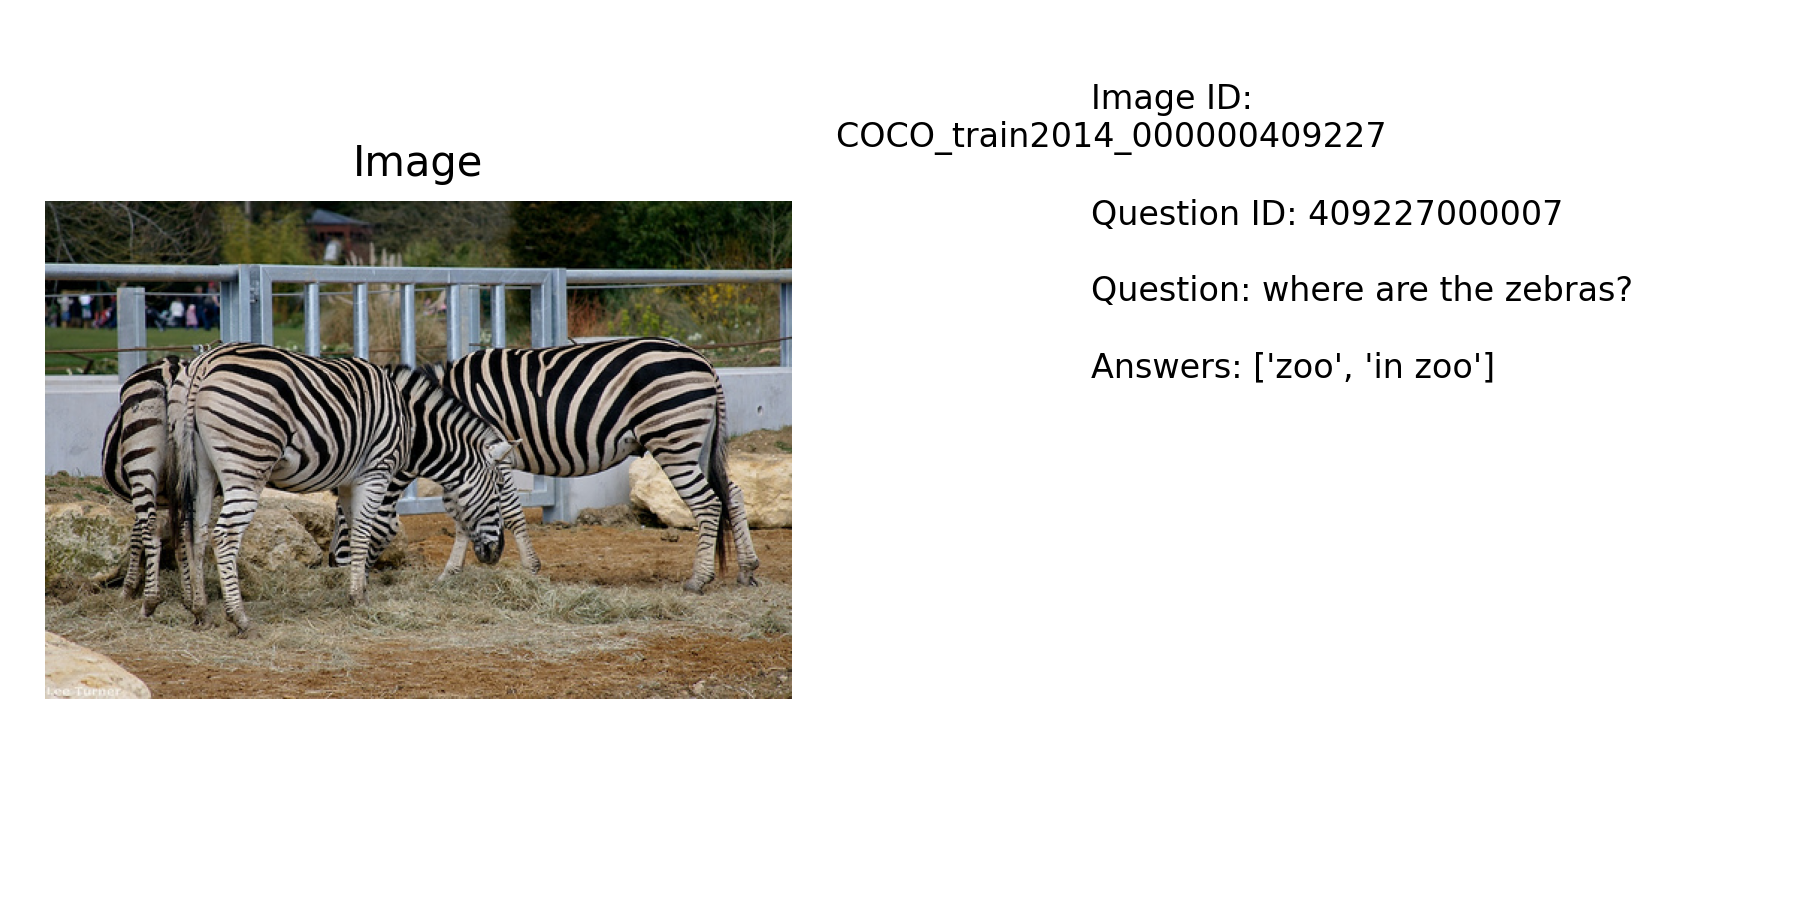 Image
Lee Turner
Image ID:
COCO_train2014_000000409227
Question ID: 409227000007
Question: where are the zebras?
Answers: ['zoo', 'in zoo']